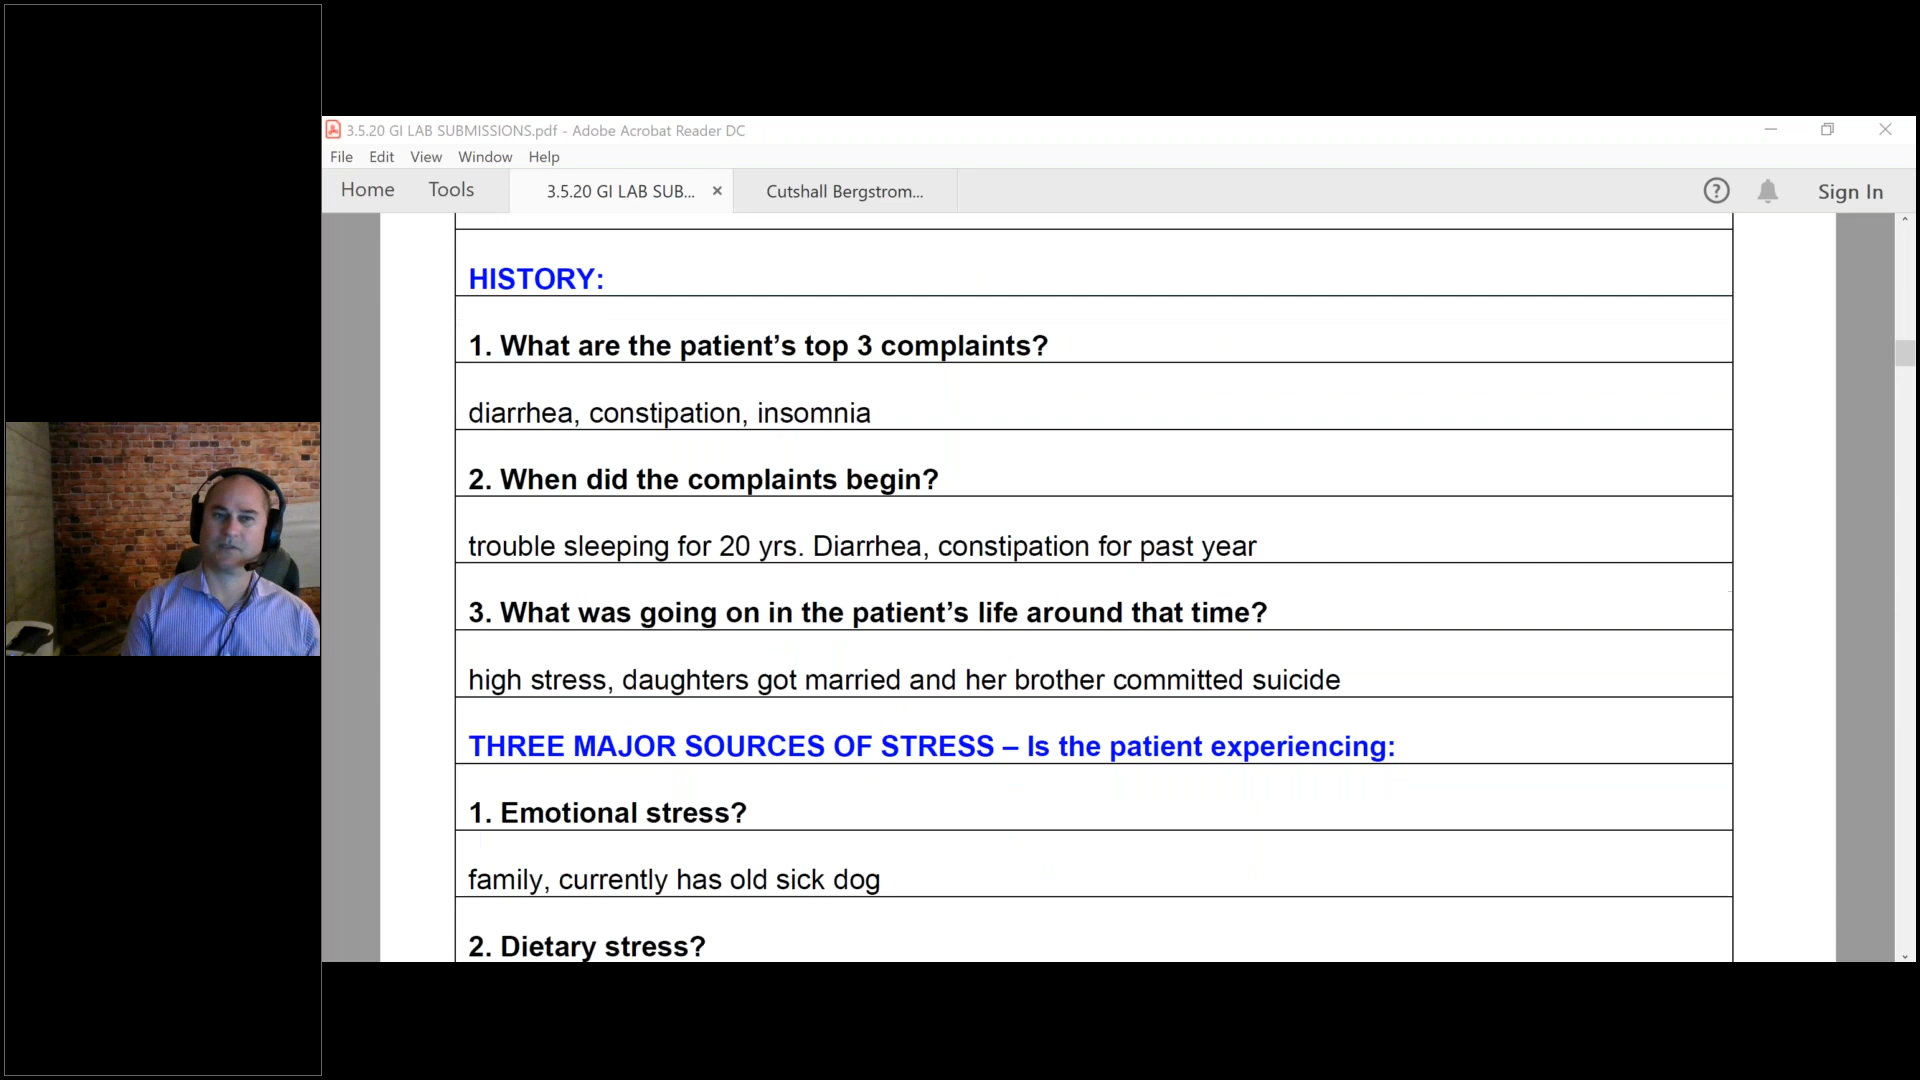 3.5.20 GI LAB SUBMISSIONS.pdf - Adobe Acrobat Reader DC
File Edit View Window Help
Home Tools 3.5.20 GI LAB SUB... × Cutshall Bergstrom... ? Sign In
HISTORY:
1. What are the patient’s top 3 complaints?
diarrhea, constipation, insomnia
2. When did the complaints begin?
trouble sleeping for 20 yrs. Diarrhea, constipation for past year
3. What was going on in the patient’s life around that time?
high stress, daughters got married and her brother committed suicide
THREE MAJOR SOURCES OF STRESS – Is the patient experiencing:
1. Emotional stress?
family, currently has old sick dog
2. Dietary stress?